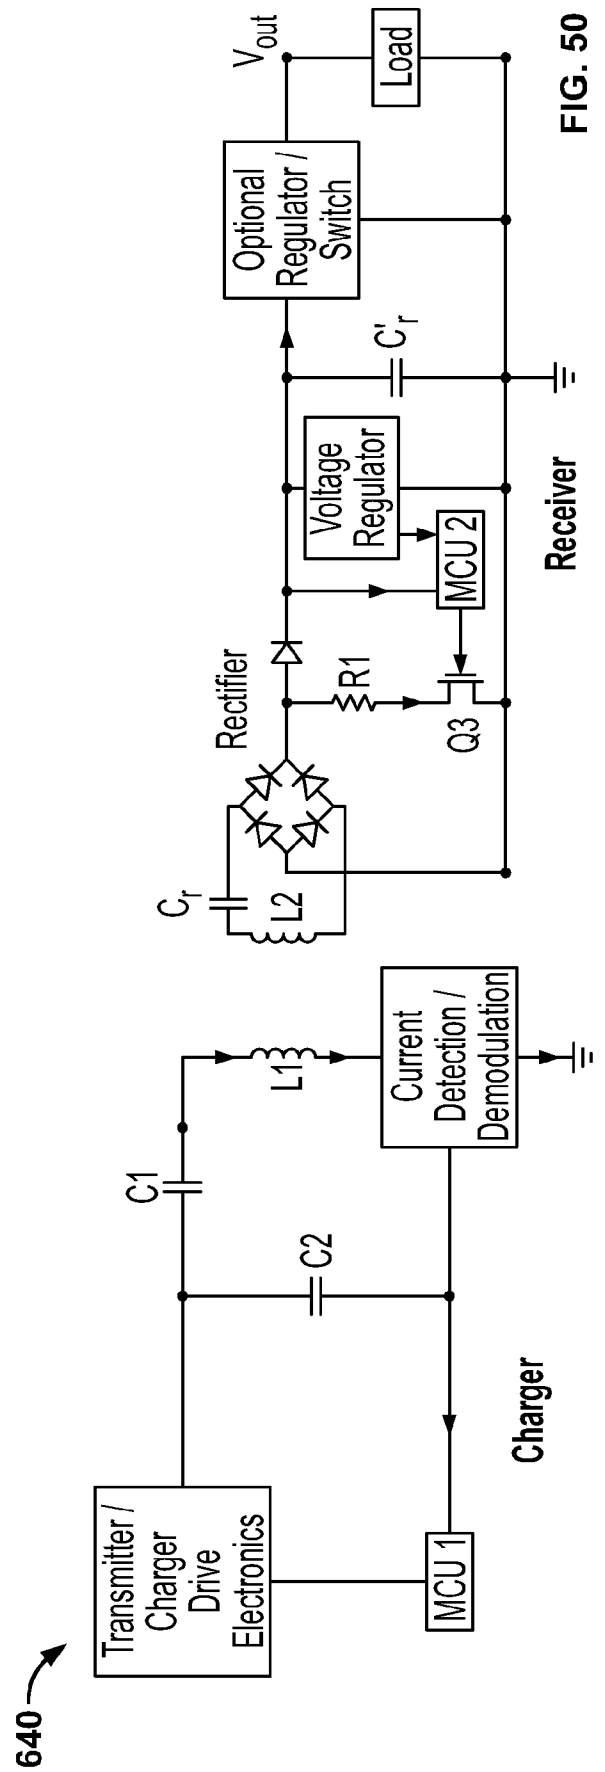 640
Transmitter /
Charger
Drive
Electronics
MCU 1
C1
C2
L1
Current
Detection /
Demodulation
Charger
Cr
L2
Rectifier
R1
Q3
Voltage
Regulator
MCU 2
C'r
Optional
Regulator /
Switch
Vout
Load
Receiver
FIG. 50